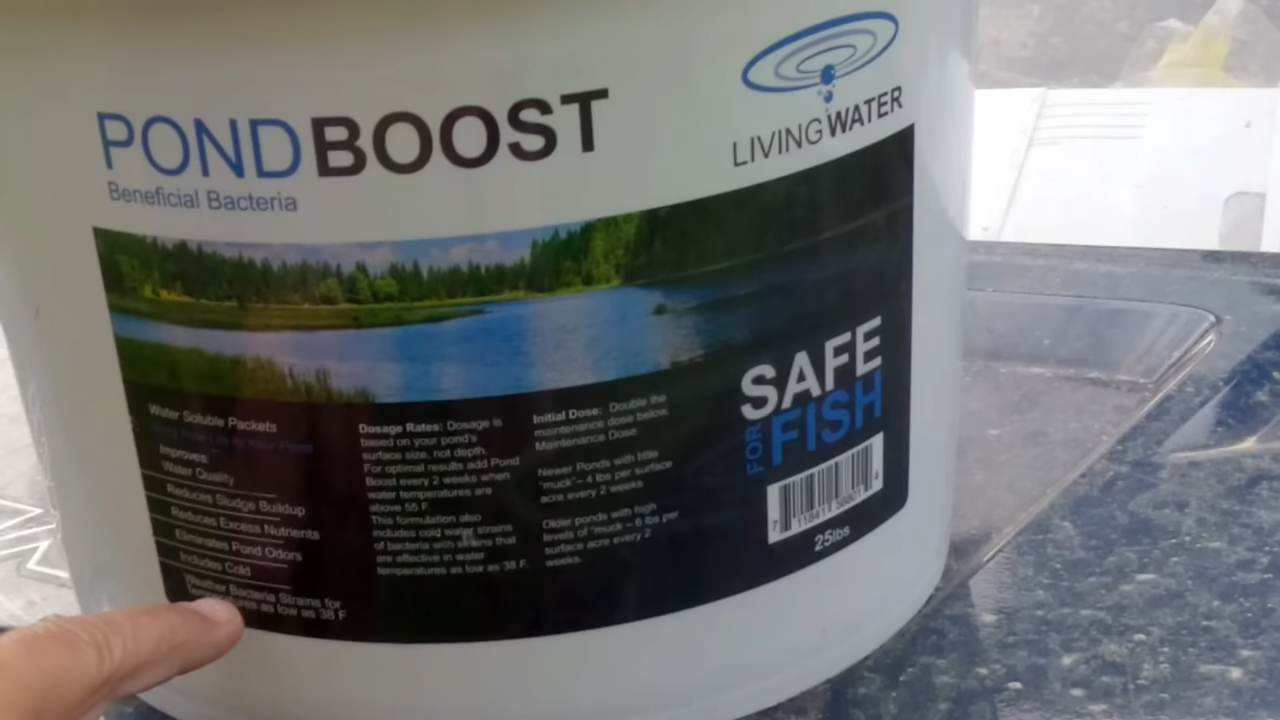 POND BOOST
Beneficial Bacteria
LIVINGWATER
Water Soluble Packets
Improves:
Water Quality
Reduces Sludge Buildup
Reduces Excess Nutrients
Eliminates Pond Odors
Includes Cold
Weather Bacteria Strains for
as low as 38 F
Dosage Rates: Dosage is
based on your pond's
surface size, not depth.
For optimal results add Pond
Boost every 2 weeks when
water temperatures are
above 55 F.
This formulation also
includes cold water strains
of bacteria with strains that
are effective in water
temperatures as low as 38 F.
Initial Dose: Double the
maintenance dose below.
Maintenance Dose
Newer Ponds with little
"muck"– 4 lbs per surface
acre every 2 weeks
Older ponds with high
levels of "muck – 6 lbs per
surface acre every 2
weeks.
SAFE
FOR FISH
25lbs